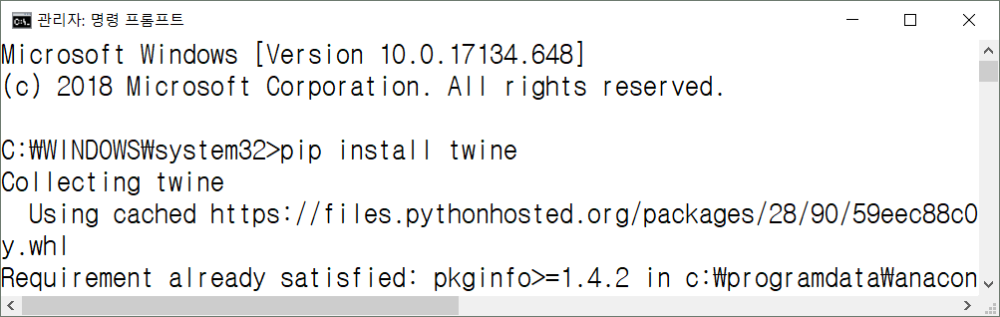 관리자: 명령 프롬프트
Microsoft Windows [Version 10.0.17134.648]
(c) 2018 Microsoft Corporation. All rights reserved.
C:₩WINDOWS₩system32>pip install twine
Collecting twine
Using cached https://files.pythonhosted.org/packages/28/90/59eec88c0
y.whl
Requirement already satisfied: pkginfo>=1.4.2 in c:₩programdata₩anacon